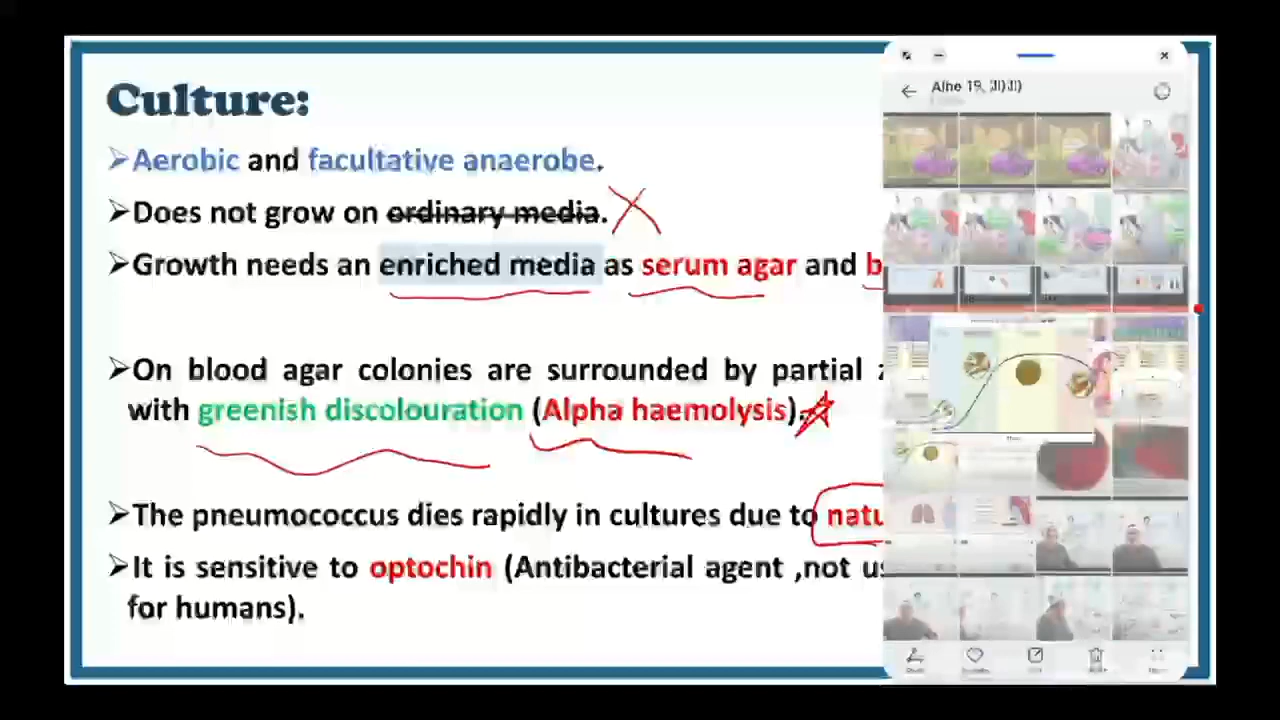 Culture:
➢Aerobic and facultative anaerobe.
➢Does not grow on ordinary media.
➢Growth needs an enriched media as serum agar and b
➢On blood agar colonies are surrounded by partial
with greenish discolouration (Alpha haemolysis).
➢The pneumococcus dies rapidly in cultures due to natu
➢It is sensitive to optochin (Antibacterial agent ,not us
for humans).